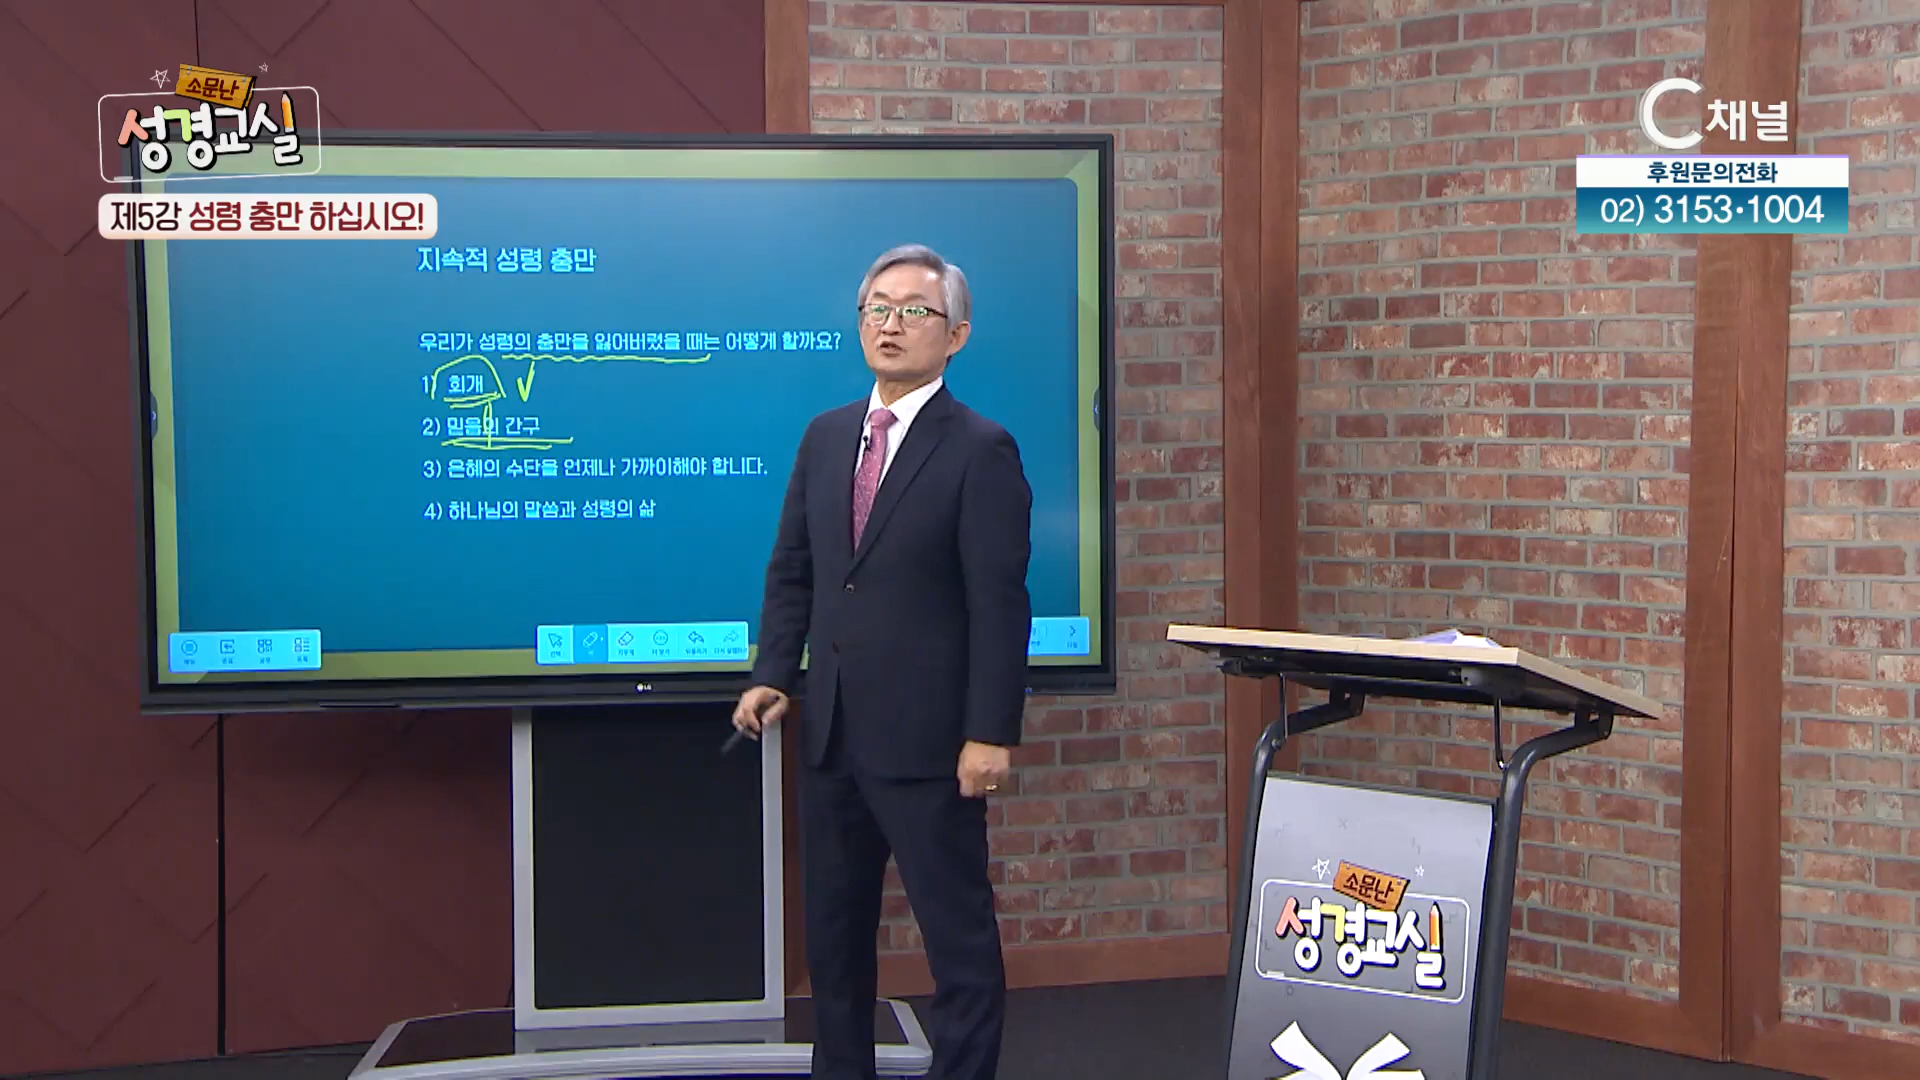 소문난
성경교실
제5강 성령 충만 하십시오!
C채널
후원문의전화
02) 3153·1004
지속적 성령 충만
우리가 성령의 충만을 잃어버렸을 때는 어떻게 할까요?
1) 회개
2) 믿음의 간구
3) 은혜의 수단을 언제나 가까이해야 합니다.
4) 하나님의 말씀과 성령의 삶
LG
소문난
성경교실